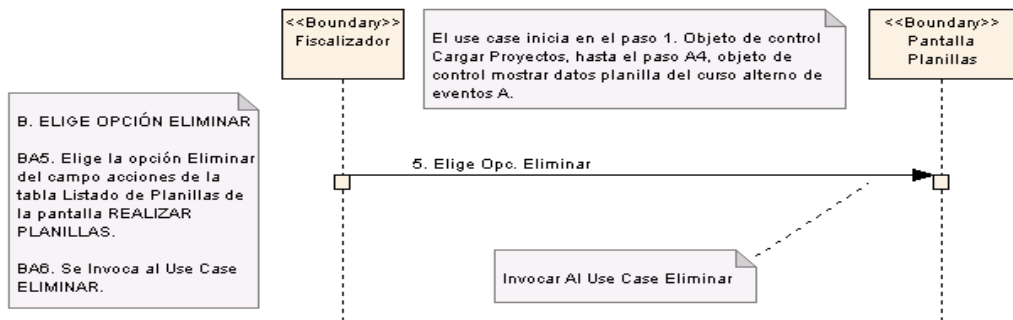 <<Boundary>>
Fiscalizador
El use case inicia en el paso 1. Objeto de control
Cargar Proyectos, hasta el paso A4, objeto de
control mostrar datos planilla del curso alterno de
eventos A.
<<Boundary>>
Pantalla
Planillas
B. ELIGE OPCIÓN ELIMINAR
BA5. Elige la opción Eliminar
del campo acciones de la
tabla Listado de Planillas de
la pantalla REALIZAR
PLANILLAS.
BA6. Se Invoca al Use Case
ELIMINAR.
5. Elige Opc. Eliminar
Invocar Al Use Case Eliminar